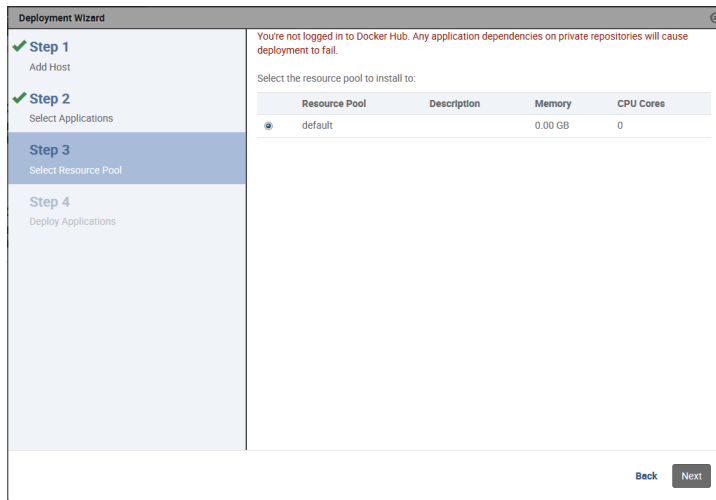 Deployment Wizard
Step 1
Add Host
Step 2
Select Applications
Step 3
Select Resource Pool
Step 4
Deploy Applications
You're not logged in to Docker Hub. Any application dependencies on private repositories will cause
deployment to fail.
Select the resource pool to install to:
Resource Pool Description Memory CPU Cores
default 0.00 GB 0
Back Next